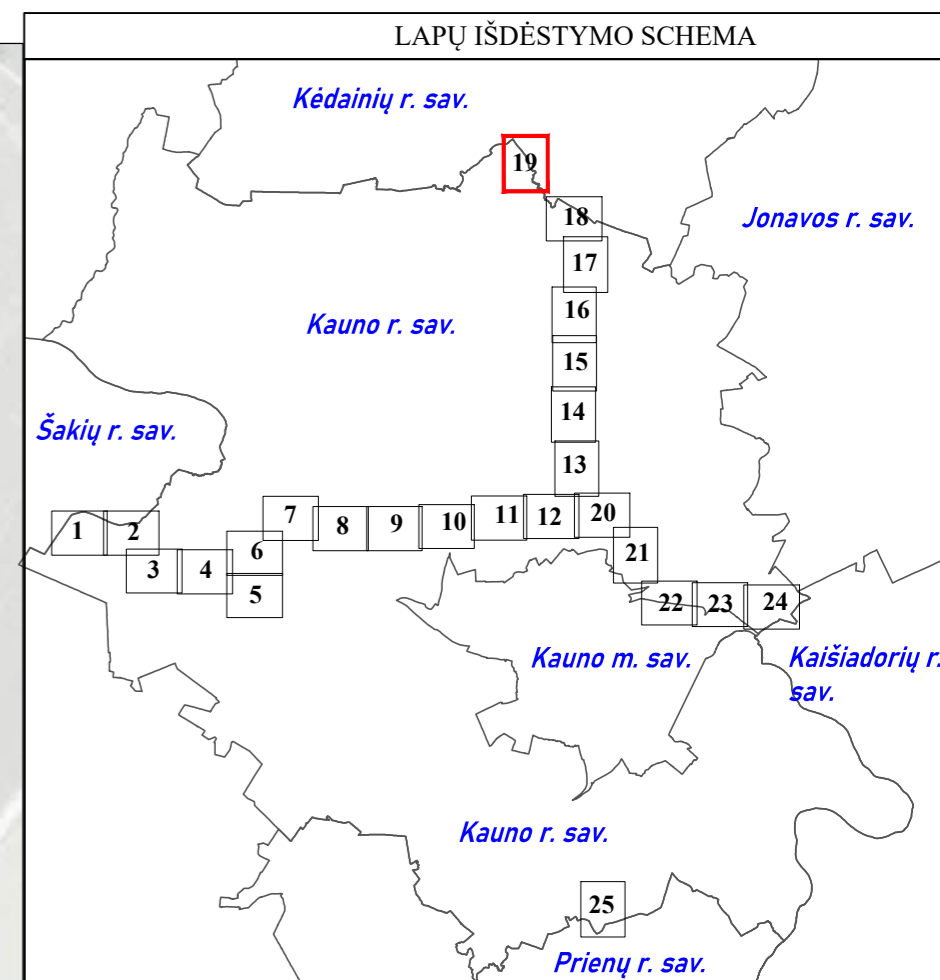 LAPŲ IŠDĖSTYMO SCHEMA
Kėdainių r. sav.
19
18
Jonavos r. sav.
17
16
Kauno r. sav.
15
14
Šakių r. sav.
13
7
11
12
20
10
8
9
1
2
6
21
3
4
5
22
23
24
Kauno m. sav.
Kaišiadorių r.
sav.
Kauno r. sav.
25
Prienų r. sav.